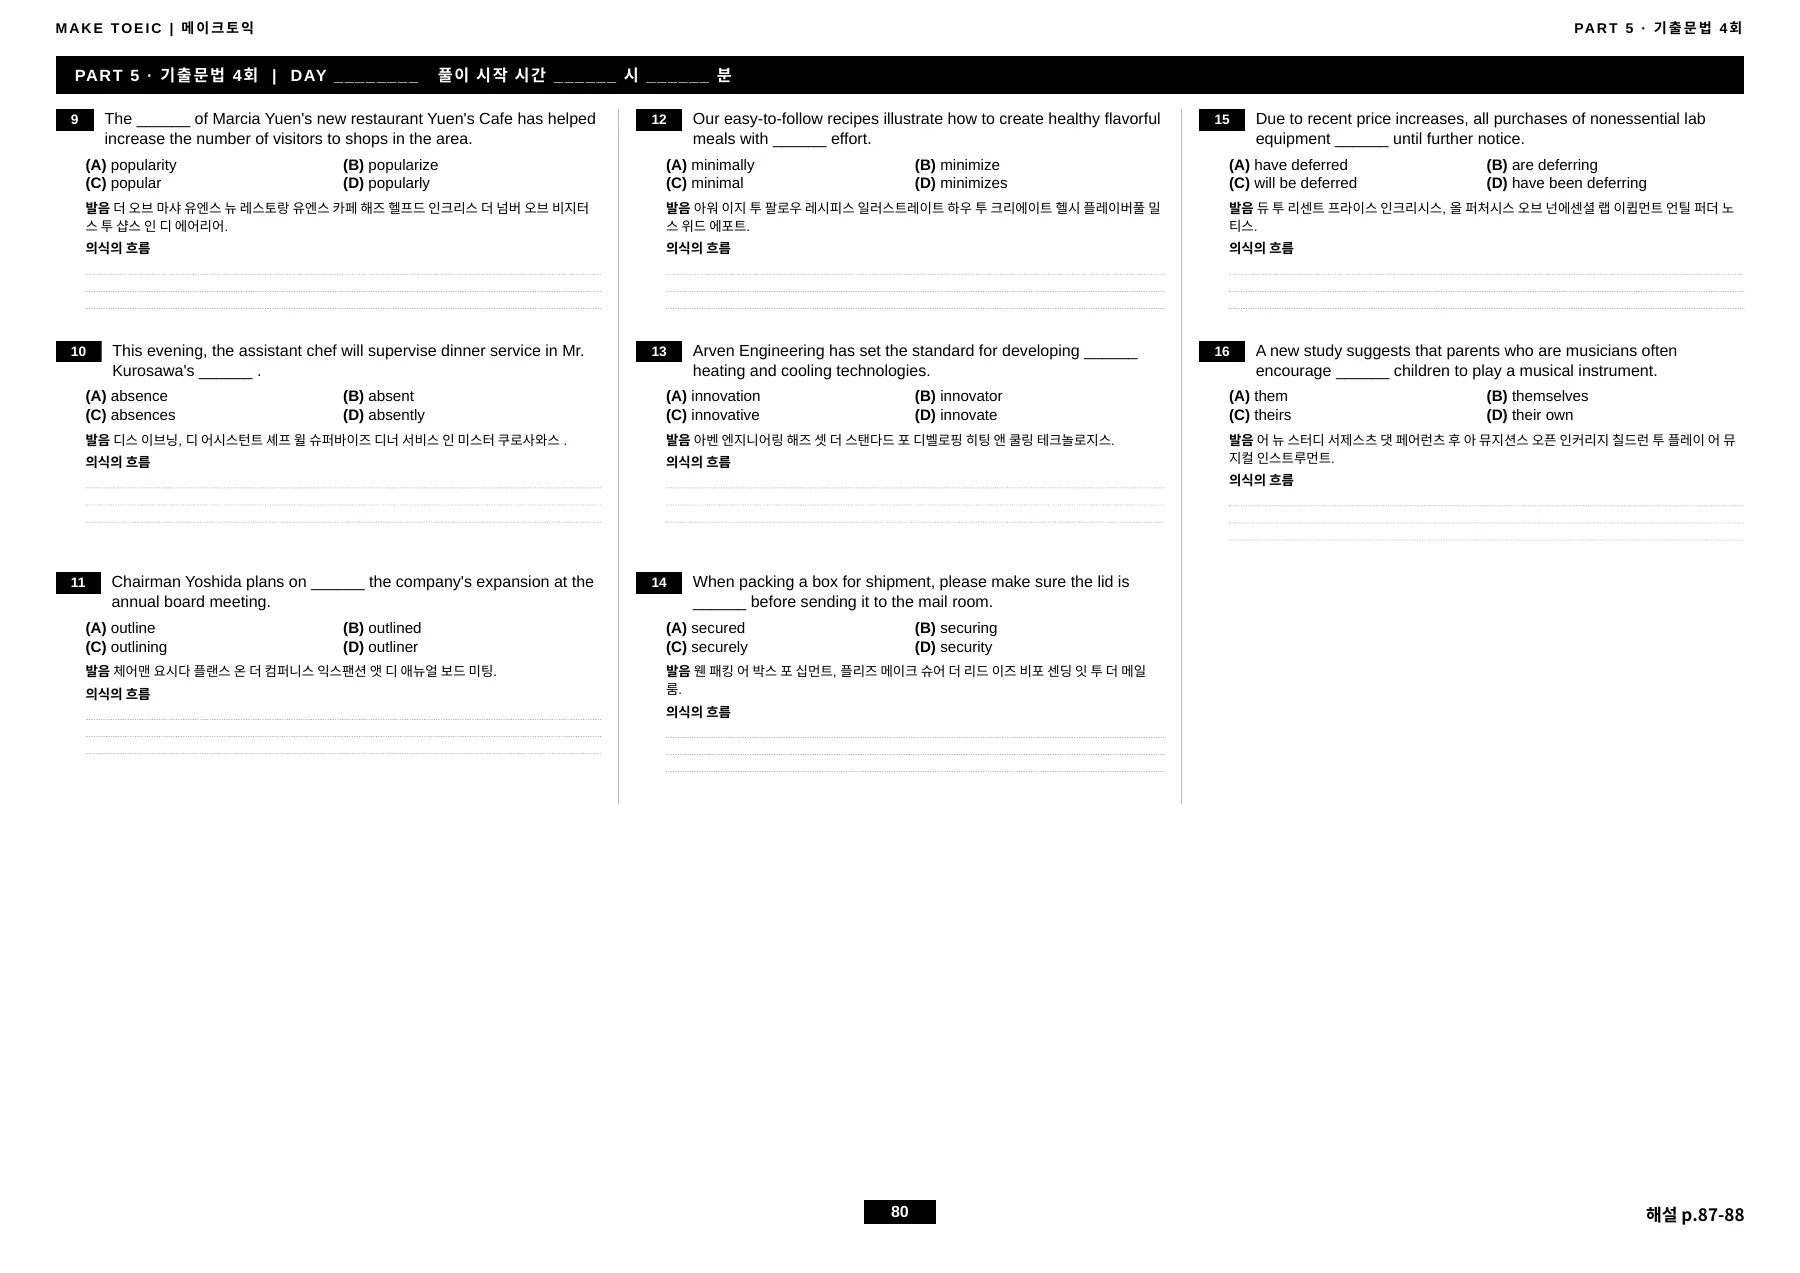 MAKE TOEIC | 메이크토익
PART 5 · 기출문법 4회
PART 5 · 기출문법 4회 | DAY ________ 풀이 시작 시간 ______ 시 ______ 분
9 The ______ of Marcia Yuen's new restaurant Yuen's Cafe has helped
increase the number of visitors to shops in the area.
(A) popularity (B) popularize
(C) popular (D) popularly
발음 더 오브 마샤 유엔스 뉴 레스토랑 유엔스 카페 해즈 헬프드 인크리스 더 넘버 오브 비지터
스 투 샵스 인 디 에어리어.
의식의 흐름
10 This evening, the assistant chef will supervise dinner service in Mr.
Kurosawa's ______ .
(A) absence (B) absent
(C) absences (D) absently
발음 디스 이브닝, 디 어시스턴트 셰프 윌 슈퍼바이즈 디너 서비스 인 미스터 쿠로사와스 .
의식의 흐름
11 Chairman Yoshida plans on ______ the company's expansion at the
annual board meeting.
(A) outline (B) outlined
(C) outlining (D) outliner
발음 체어맨 요시다 플랜스 온 더 컴퍼니스 익스팬션 앳 디 애뉴얼 보드 미팅.
의식의 흐름
12 Our easy-to-follow recipes illustrate how to create healthy flavorful
meals with ______ effort.
(A) minimally (B) minimize
(C) minimal (D) minimizes
발음 아워 이지 투 팔로우 레시피스 일러스트레이트 하우 투 크리에이트 헬시 플레이버풀 밀
스 위드 에포트.
의식의 흐름
13 Arven Engineering has set the standard for developing ______
heating and cooling technologies.
(A) innovation (B) innovator
(C) innovative (D) innovate
발음 아벤 엔지니어링 해즈 셋 더 스탠다드 포 디벨로핑 히팅 앤 쿨링 테크놀로지스.
의식의 흐름
14 When packing a box for shipment, please make sure the lid is
______ before sending it to the mail room.
(A) secured (B) securing
(C) securely (D) security
발음 웬 패킹 어 박스 포 십먼트, 플리즈 메이크 슈어 더 리드 이즈 비포 센딩 잇 투 더 메일
룸.
의식의 흐름
15 Due to recent price increases, all purchases of nonessential lab
equipment ______ until further notice.
(A) have deferred (B) are deferring
(C) will be deferred (D) have been deferring
발음 듀 투 리센트 프라이스 인크리시스, 올 퍼처시스 오브 넌에센셜 랩 이큅먼트 언틸 퍼더 노
티스.
의식의 흐름
16 A new study suggests that parents who are musicians often
encourage ______ children to play a musical instrument.
(A) them (B) themselves
(C) theirs (D) their own
발음 어 뉴 스터디 서제스츠 댓 페어런츠 후 아 뮤지션스 오픈 인커리지 칠드런 투 플레이 어 뮤
지컬 인스트루먼트.
의식의 흐름
80
해설 p.87-88